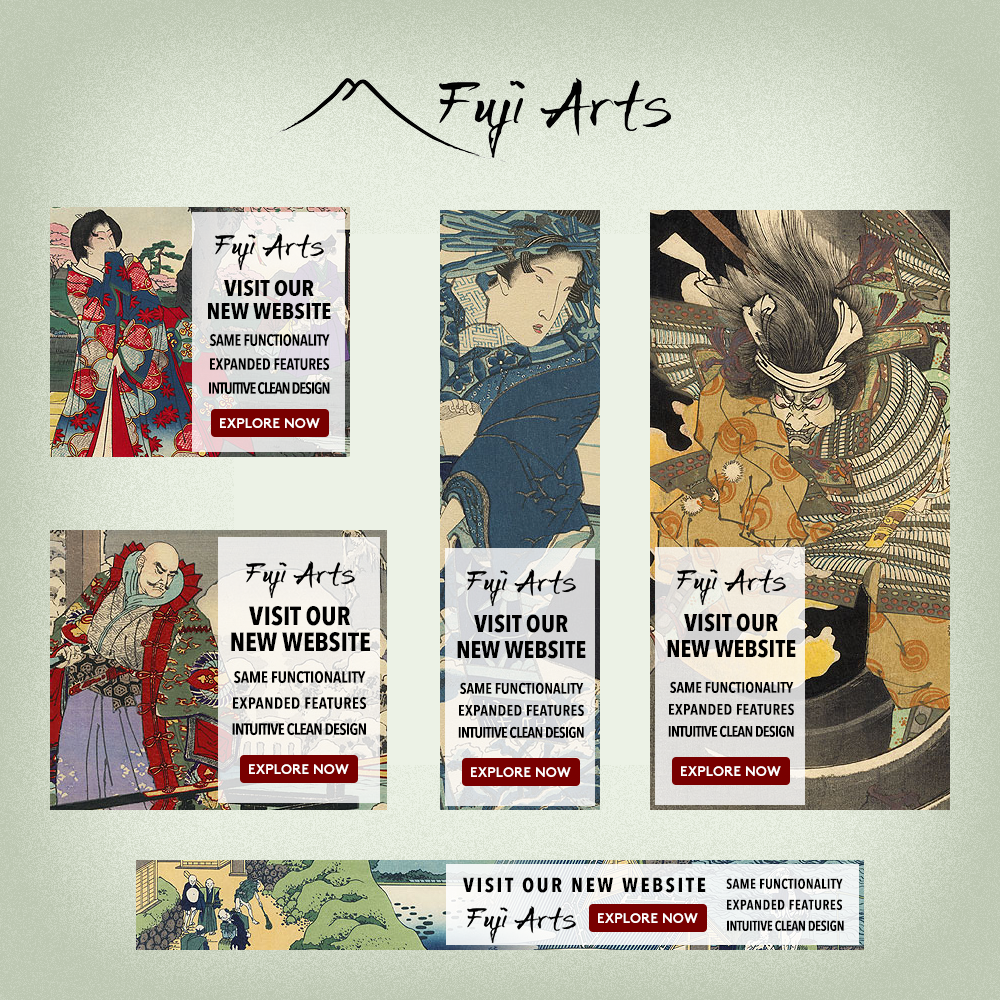 Fuji Arts
Fuji Arts
VISIT OUR
NEW WEBSITE
SAME FUNCTIONALITY
EXPANDED FEATURES
INTUITIVE CLEAN DESIGN
EXPLORE NOW
Fuji Arts
VISIT OUR
NEW WEBSITE
SAME FUNCTIONALITY
EXPANDED FEATURES
INTUITIVE CLEAN DESIGN
EXPLORE NOW
Fuji Arts
VISIT OUR
NEW WEBSITE
SAME FUNCTIONALITY
EXPANDED FEATURES
INTUITIVE CLEAN DESIGN
EXPLORE NOW
Fuji Arts
VISIT OUR
NEW WEBSITE
SAME FUNCTIONALITY
EXPANDED FEATURES
INTUITIVE CLEAN DESIGN
EXPLORE NOW
VISIT OUR NEW WEBSITE
Fuji Arts
EXPLORE NOW
SAME FUNCTIONALITY
EXPANDED FEATURES
INTUITIVE CLEAN DESIGN